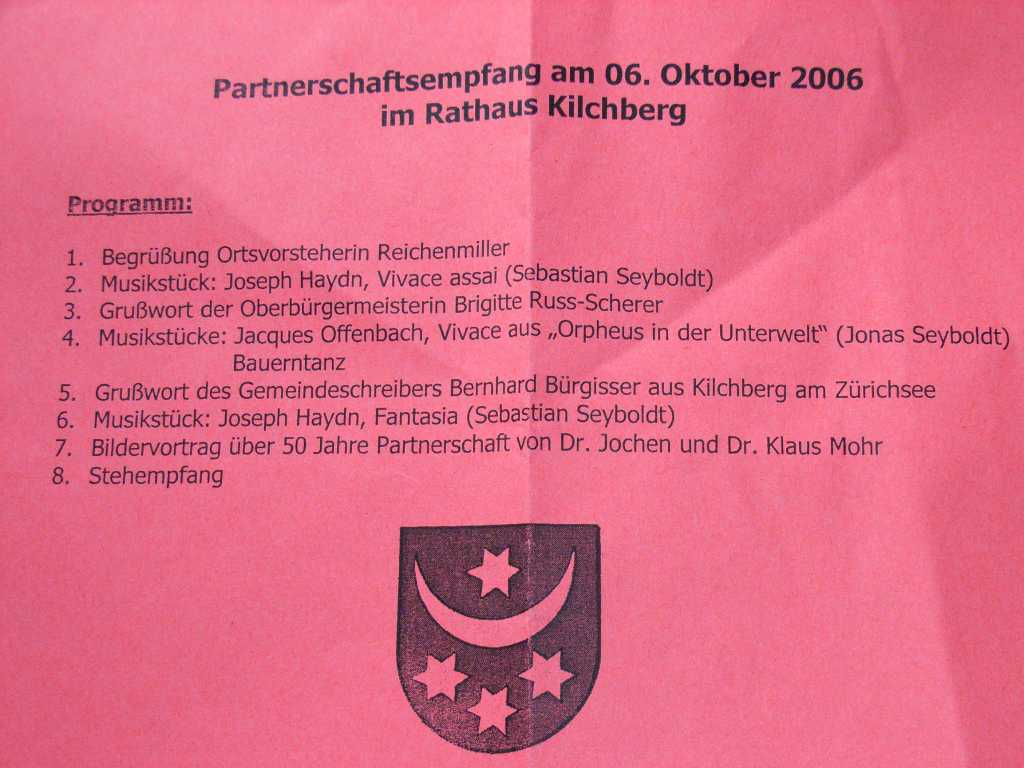 Partnerschaftsempfang am 06. Oktober 2006
im Rathaus Kilchberg
Programm:
1. Begrüßung Ortsvorsteherin Reichenmiller
2. Musikstück: Joseph Haydn, Vivace assai (Sebastian Seyboldt)
3. Grußwort der Oberbürgermeisterin Brigitte Russ-Scherer
4. Musikstücke: Jacques Offenbach, Vivace aus „Orpheus in der Unterwelt“ (Jonas Seyboldt)
Bauerntanz
5. Grußwort des Gemeindeschreibers Bernhard Bürgisser aus Kilchberg am Zürichsee
6. Musikstück: Joseph Haydn, Fantasia (Sebastian Seyboldt)
7. Bildervortrag über 50 Jahre Partnerschaft von Dr. Jochen und Dr. Klaus Mohr
8. Stehempfang